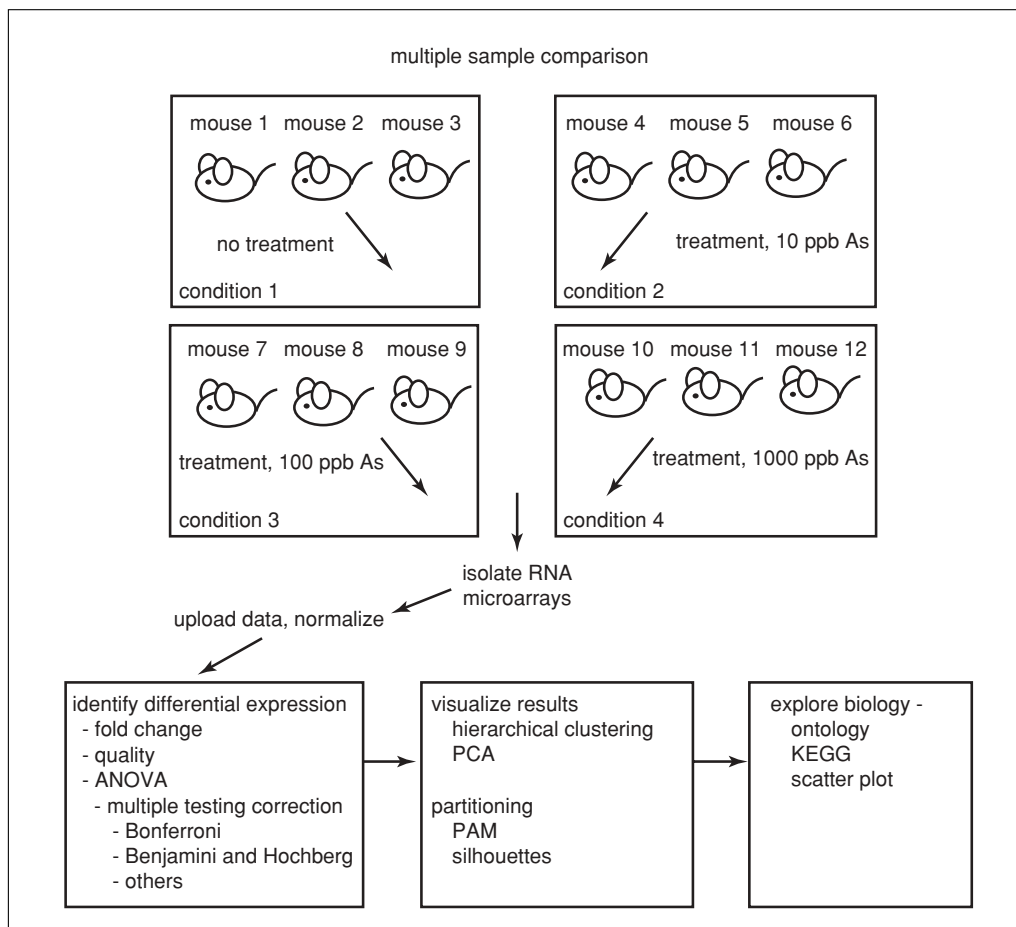 multiple sample comparison
mouse 1 mouse 2 mouse 3
no treatment
condition 1
mouse 4 mouse 5 mouse 6
treatment, 10 ppb As
condition 2
mouse 7 mouse 8 mouse 9
treatment, 100 ppb As
condition 3
mouse 10 mouse 11 mouse 12
treatment, 1000 ppb As
condition 4
isolate RNA
microarrays
upload data, normalize
identify differential expression
- fold change
- quality
- ANOVA
- multiple testing correction
- Bonferroni
- Benjamini and Hochberg
- others
visualize results
hierarchical clustering
PCA
partitioning
PAM
silhouettes
explore biology -
ontology
KEGG
scatter plot